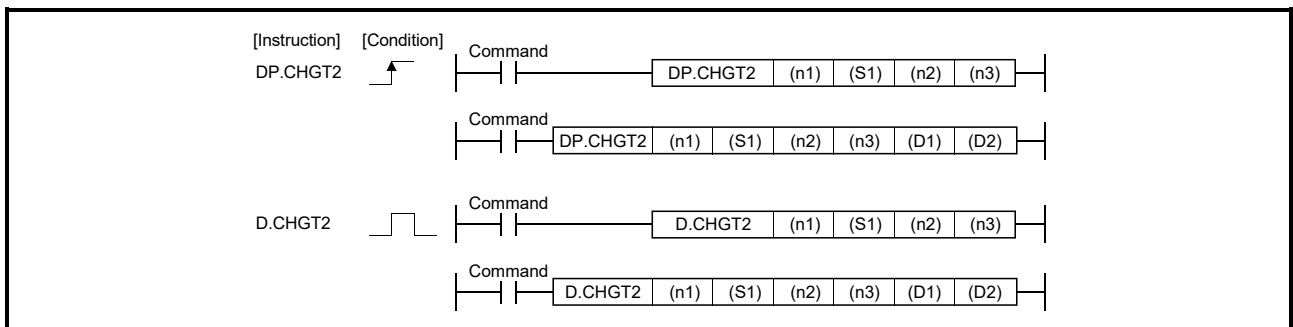 [Instruction] [Condition]
Command
DP.CHGT2 DP.CHGT2 (n1) (S1) (n2) (n3)
Command
DP.CHGT2 (n1) (S1) (n2) (n3) (D1) (D2)
Command
D.CHGT2 D.CHGT2 (n1) (S1) (n2) (n3)
Command
D.CHGT2 (n1) (S1) (n2) (n3) (D1) (D2)